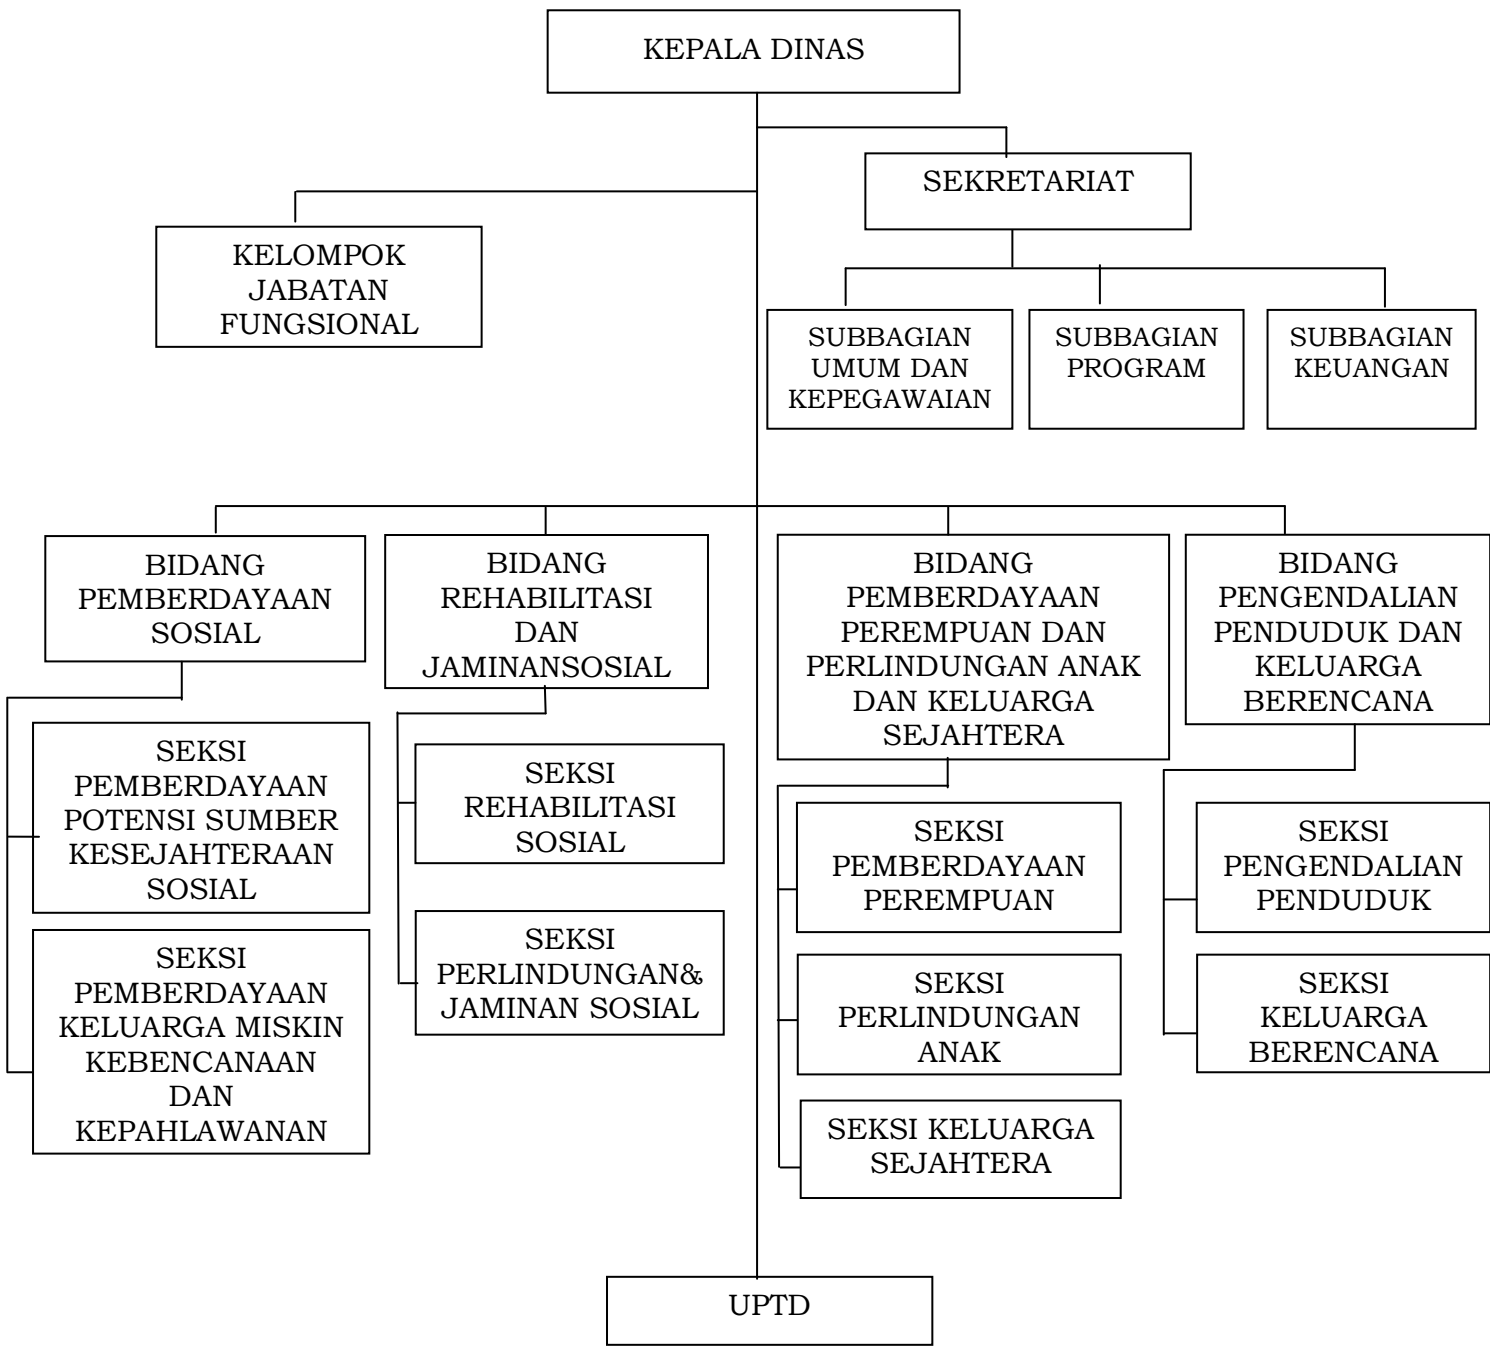 KEPALA DINAS
SEKRETARIAT
KELOMPOK
JABATAN
FUNGSIONAL
SUBBAGIAN
UMUM DAN
KEPEGAWAIAN
SUBBAGIAN
PROGRAM
SUBBAGIAN
KEUANGAN
BIDANG
PEMBERDAYAAN
SOSIAL
BIDANG
REHABILITASI
DAN
JAMINANSOSIAL
BIDANG
PEMBERDAYAAN
PEREMPUAN DAN
PERLINDUNGAN ANAK
DAN KELUARGA
SEJAHTERA
BIDANG
PENGENDALIAN
PENDUDUK DAN
KELUARGA
BERENCANA
SEKSI
PEMBERDAYAAN
POTENSI SUMBER
KESEJAHTERAAN
SOSIAL
SEKSI
PEMBERDAYAAN
KELUARGA MISKIN
KEBENCANAAN
DAN
KEPAHLAWANAN
SEKSI
REHABILITASI
SOSIAL
SEKSI
PERLINDUNGAN&
JAMINAN SOSIAL
SEKSI
PEMBERDAYAAN
PEREMPUAN
SEKSI
PERLINDUNGAN
ANAK
SEKSI KELUARGA
SEJAHTERA
SEKSI
PENGENDALIAN
PENDUDUK
SEKSI
KELUARGA
BERENCANA
UPTD